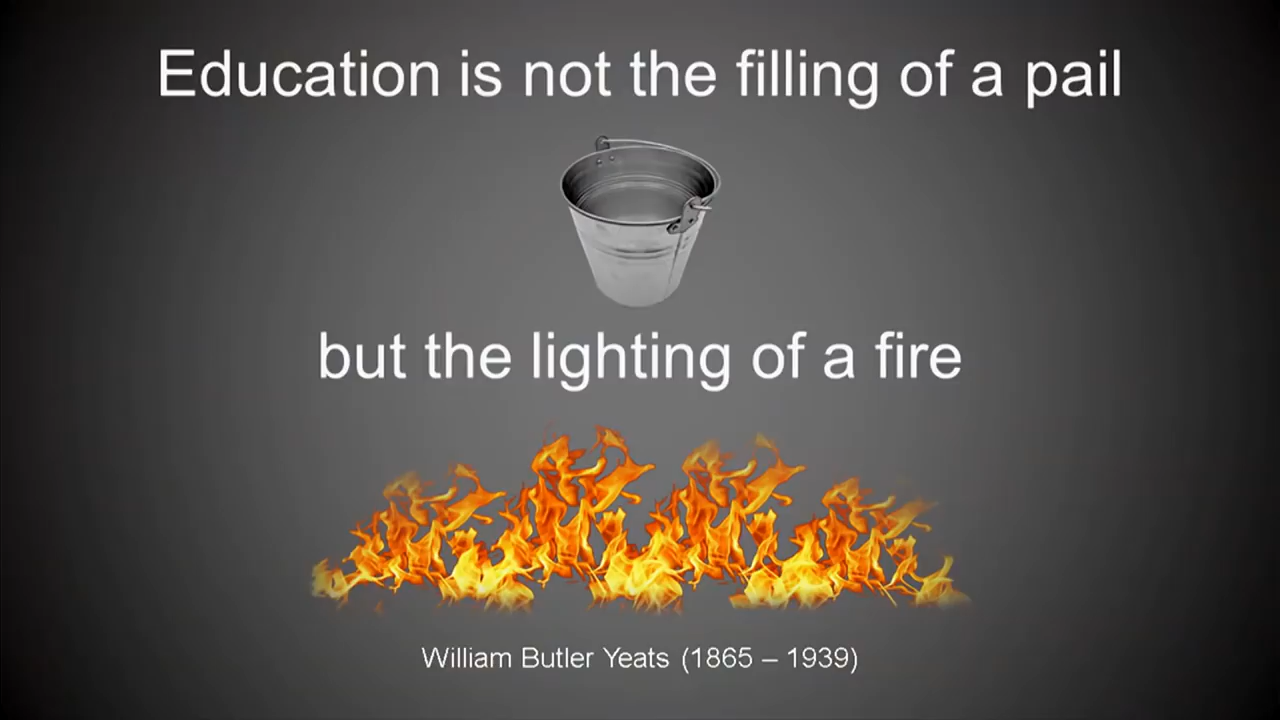 Education is not the filling of a pail
but the lighting of a fire
William Butler Yeats (1865 – 1939)